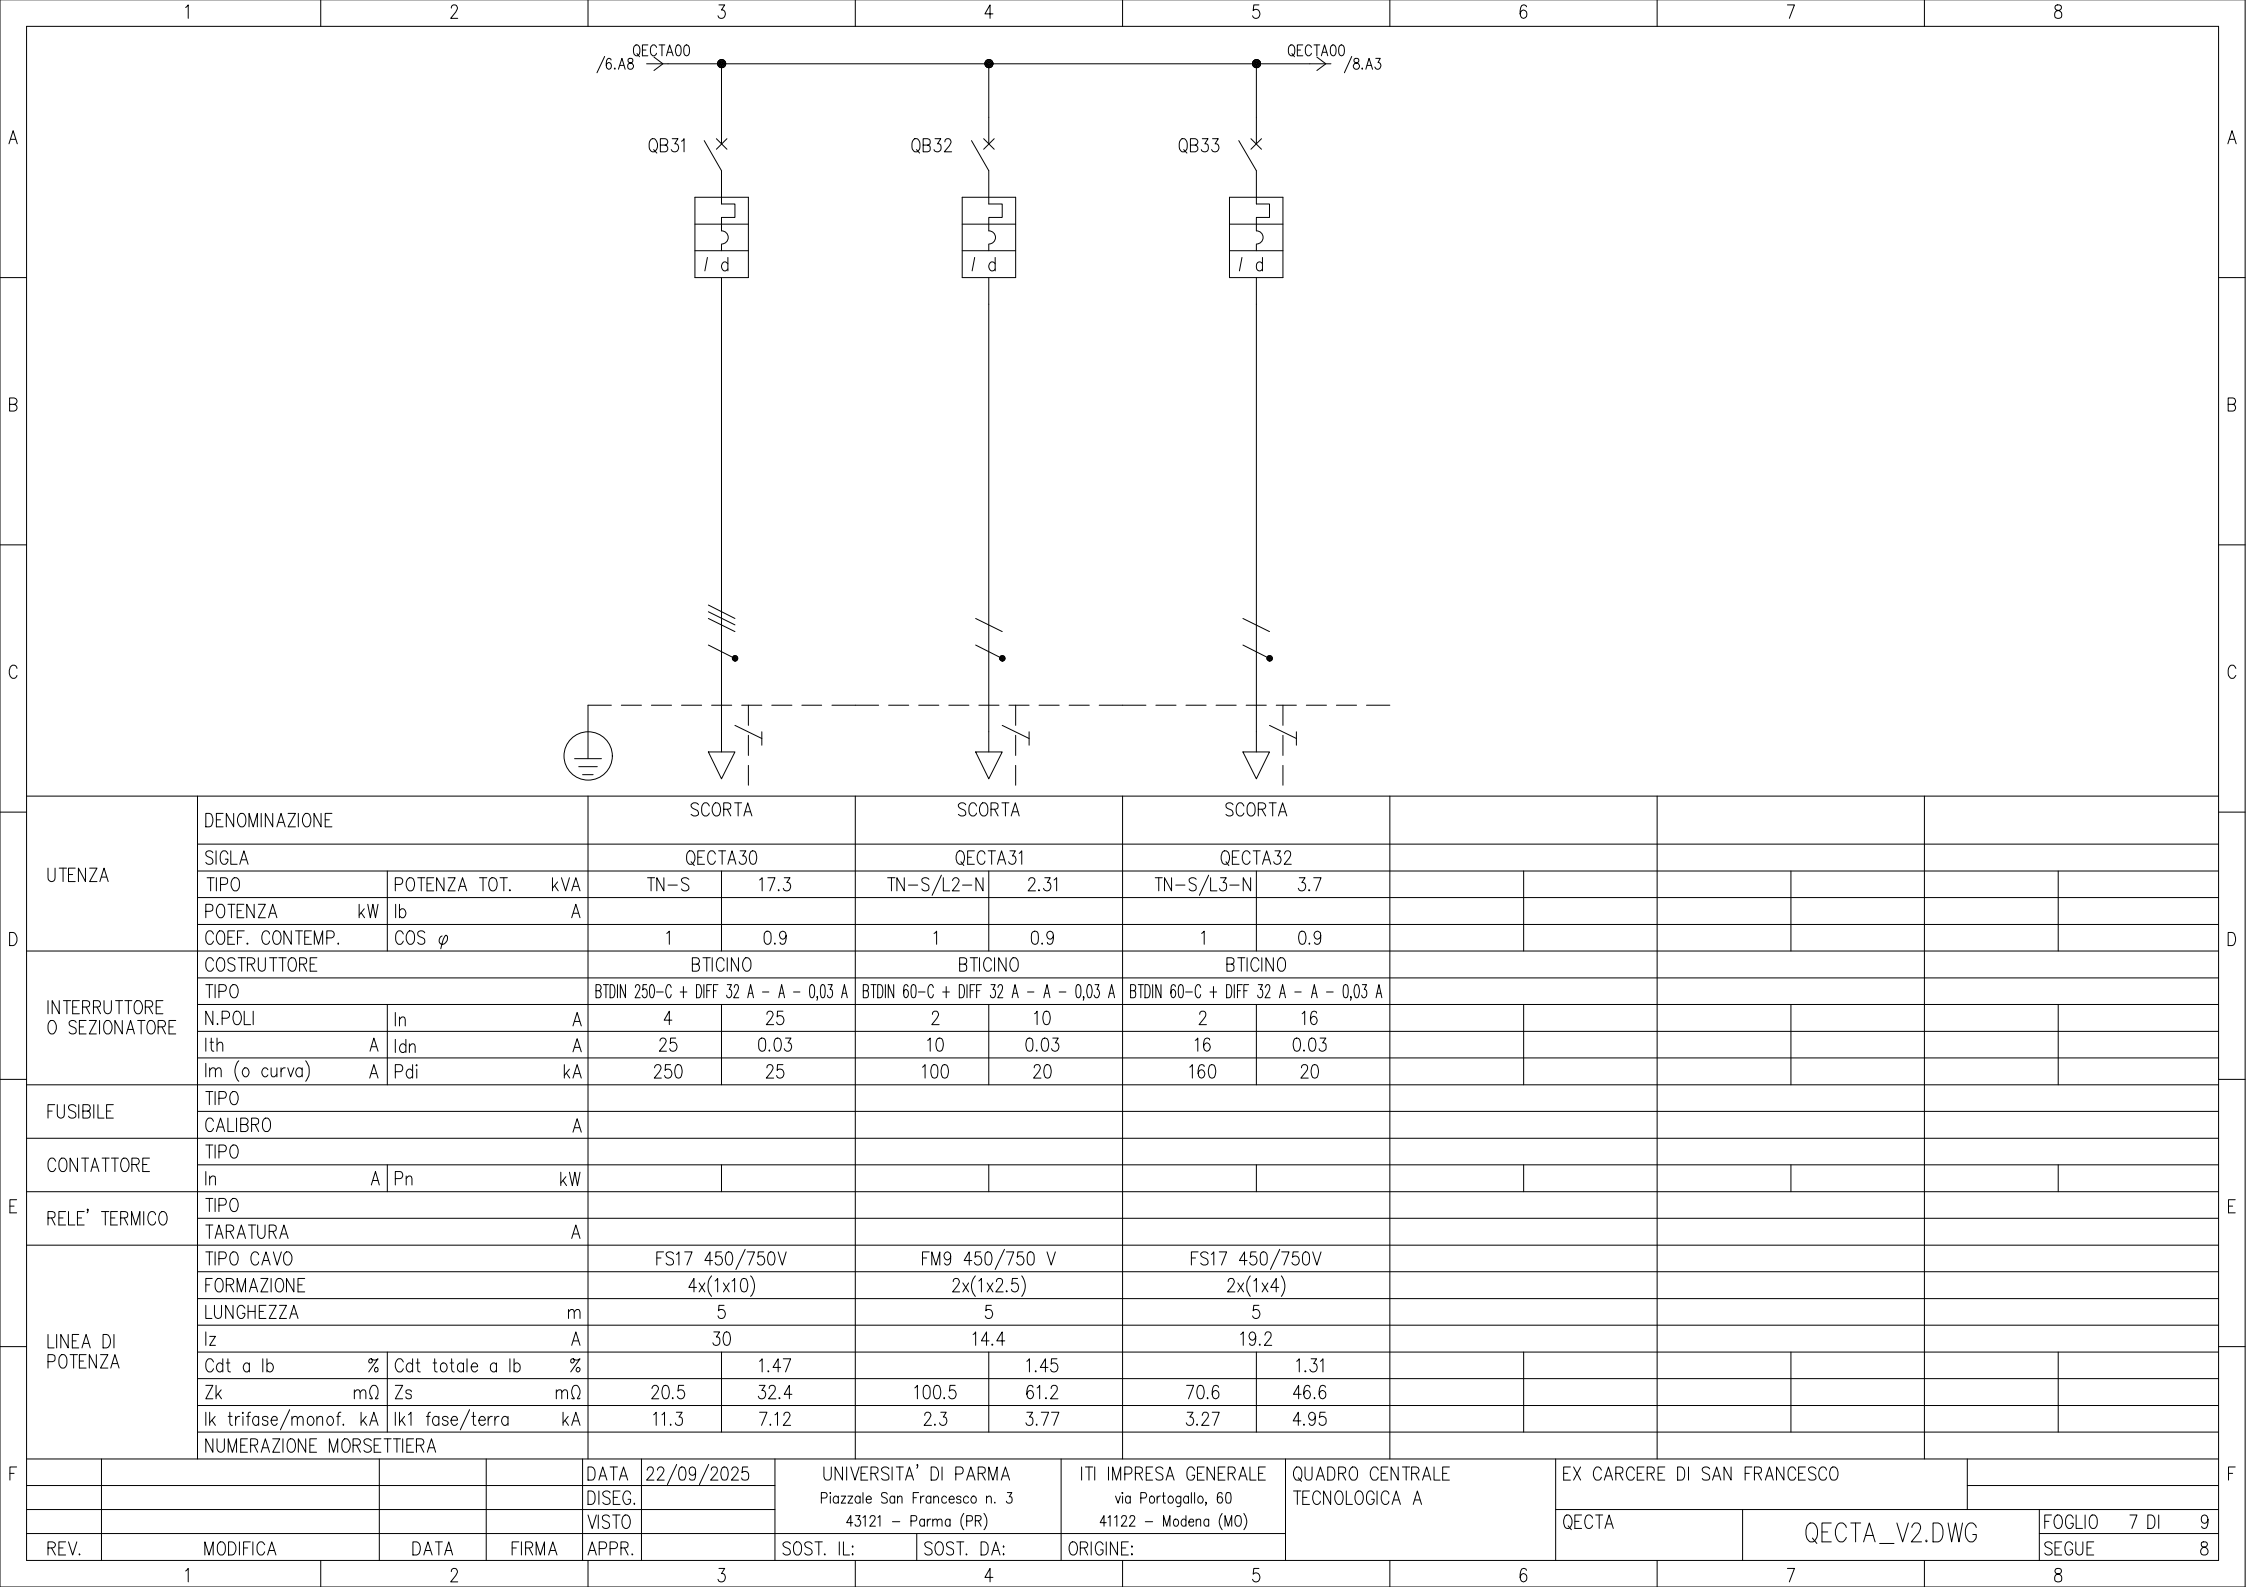 1 2 3 4 5 6 7 8
QECTA00 QECTA00
/6.A8 /8.A3
A QB31 QB32 QB33 A
I d I d I d
B B
C C
SCORTA SCORTA SCORTA
DENOMINAZIONE
SIGLA QECTA30 QECTA31 QECTA32
UTENZA
TIPO POTENZA TOT. kVA TN-S 17.3 TN-S/L2-N 2.31 TN-S/L3-N 3.7
POTENZA kW Ib A
D COEF. CONTEMP. COS φ 1 0.9 1 0.9 1 0.9 D
COSTRUTTORE BTICINO BTICINO BTICINO
TIPO BTDIN 250-C + DIFF 32 A - A - 0,03 A BTDIN 60-C + DIFF 32 A - A - 0,03 A BTDIN 60-C + DIFF 32 A - A - 0,03 A
INTERRUTTORE
O SEZIONATORE
N.POLI In A 4 25 2 10 2 16
Ith A Idn A 25 0.03 10 0.03 16 0.03
Im (o curva) A Pdi kA 250 25 100 20 160 20
FUSIBILE
TIPO
CALIBRO A
CONTATTORE
TIPO
In A Pn kW
E RELE' TERMICO E
TIPO
TARATURA A
TIPO CAVO FS17 450/750V FM9 450/750 V FS17 450/750V
FORMAZIONE 4x(1x10) 2x(1x2.5) 2x(1x4)
LUNGHEZZA m 5 5 5
LINEA DI
POTENZA
Iz A 30 14.4 19.2
Cdt a Ib % Cdt totale a Ib % 1.47 1.45 1.31
Zk mΩ Zs mΩ 20.5 32.4 100.5 61.2 70.6 46.6
Ik trifase/monof. kA Ik1 fase/terra kA 11.3 7.12 2.3 3.77 3.27 4.95
NUMERAZIONE MORSETTIERA
F DATA 22/09/2025 UNIVERSITA' DI PARMA ITI IMPRESA GENERALE QUADRO CENTRALE EX CARCERE DI SAN FRANCESCO F
DISEG. Piazzale San Francesco n. 3 via Portogallo, 60 TECNOLOGICA A
VISTO 43121 - Parma (PR) 41122 - Modena (MO) QECTA QECTA_V2.DWG FOGLIO 7 DI 9
REV. MODIFICA DATA FIRMA APPR. SOST. IL: SOST. DA: ORIGINE: SEGUE 8
1 2 3 4 5 6 7 8